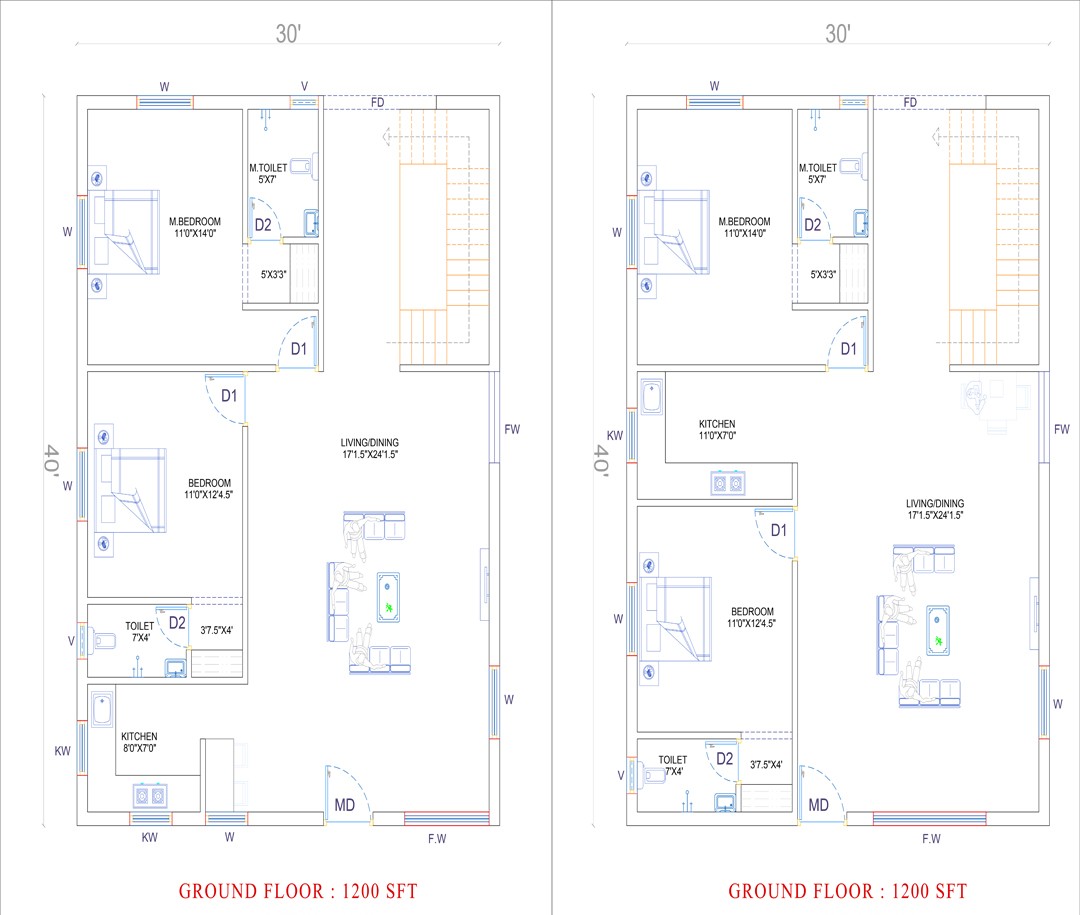 30'
W
V
FD
M.TOILET
5'X7'
D2
M.BEDROOM
11'0"X14'0"
W
5'X3'3"
D1
D1
FW
LIVING/DINING
17'1.5"X24'1.5"
40'
W
BEDROOM
11'0"X12'4.5"
TOILET
7'X4'
D2
3'7.5"X4'
V
W
KITCHEN
8'0"X7'0"
KW
MD
KW
W
F.W
GROUND FLOOR : 1200 SFT
30'
W
FD
M.TOILET
5'X7'
D2
M.BEDROOM
11'0"X14'0"
W
5'X3'3"
D1
KITCHEN
11'0"X7'0"
KW
FW
40'
LIVING/DINING
17'1.5"X24'1.5"
D1
W
BEDROOM
11'0"X12'4.5"
W
TOILET
7'X4'
D2
3'7.5"X4'
V
MD
F.W
GROUND FLOOR : 1200 SFT